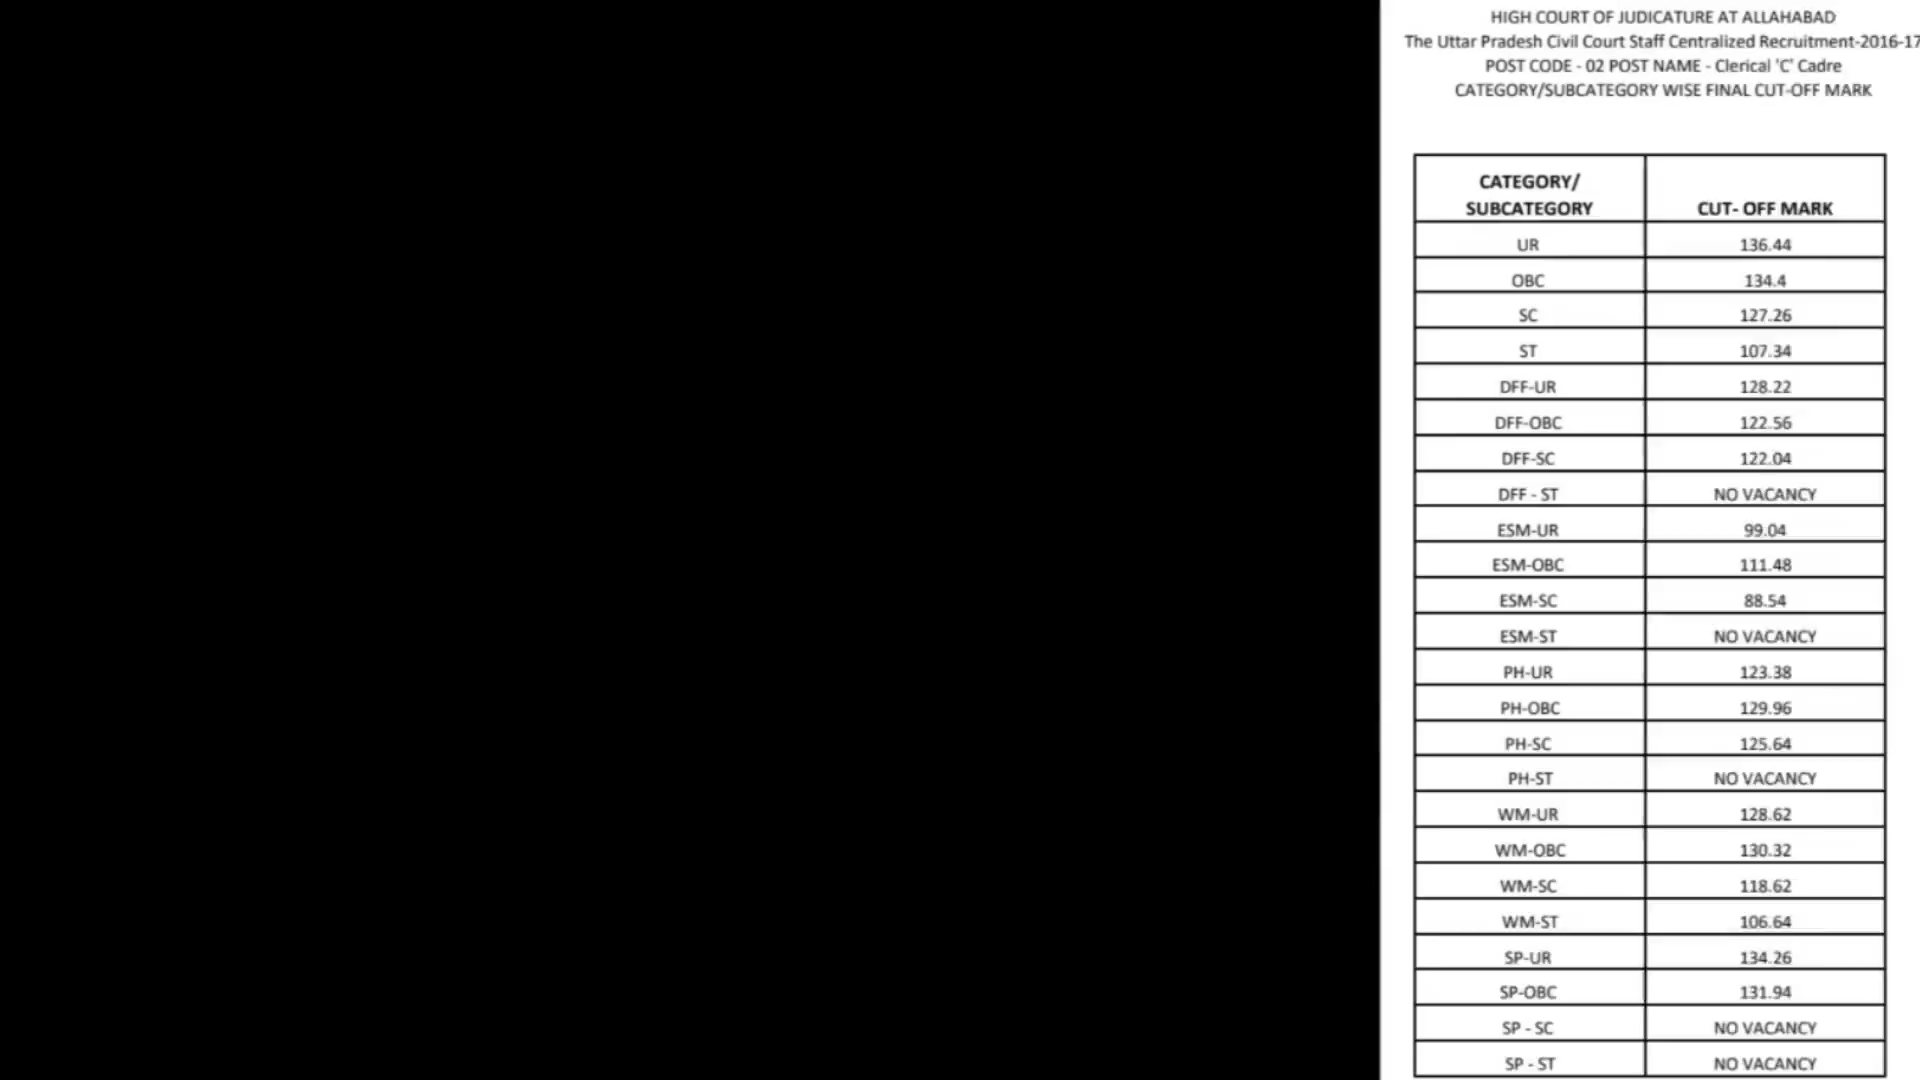 HIGH COURT OF JUDICATURE AT ALLAHABAD
The Uttar Pradesh Civil Court Staff Centralized Recruitment-2016-17
POST CODE - 02 POST NAME - Clerical 'C' Cadre
CATEGORY/SUBCATEGORY WISE FINAL CUT-OFF MARK
CATEGORY/
SUBCATEGORY CUT- OFF MARK
UR 136.44
OBC 134.4
SC 127.26
ST 107.34
DFF-UR 128.22
DFF-OBC 122.56
DFF-SC 122.04
DFF - ST NO VACANCY
ESM-UR 99.04
ESM-OBC 111.48
ESM-SC 88.54
ESM-ST NO VACANCY
PH-UR 123.38
PH-OBC 129.96
PH-SC 125.64
PH-ST NO VACANCY
WM-UR 128.62
WM-OBC 130.32
WM-SC 118.62
WM-ST 106.64
SP-UR 134.26
SP-OBC 131.94
SP - SC NO VACANCY
SP - ST NO VACANCY